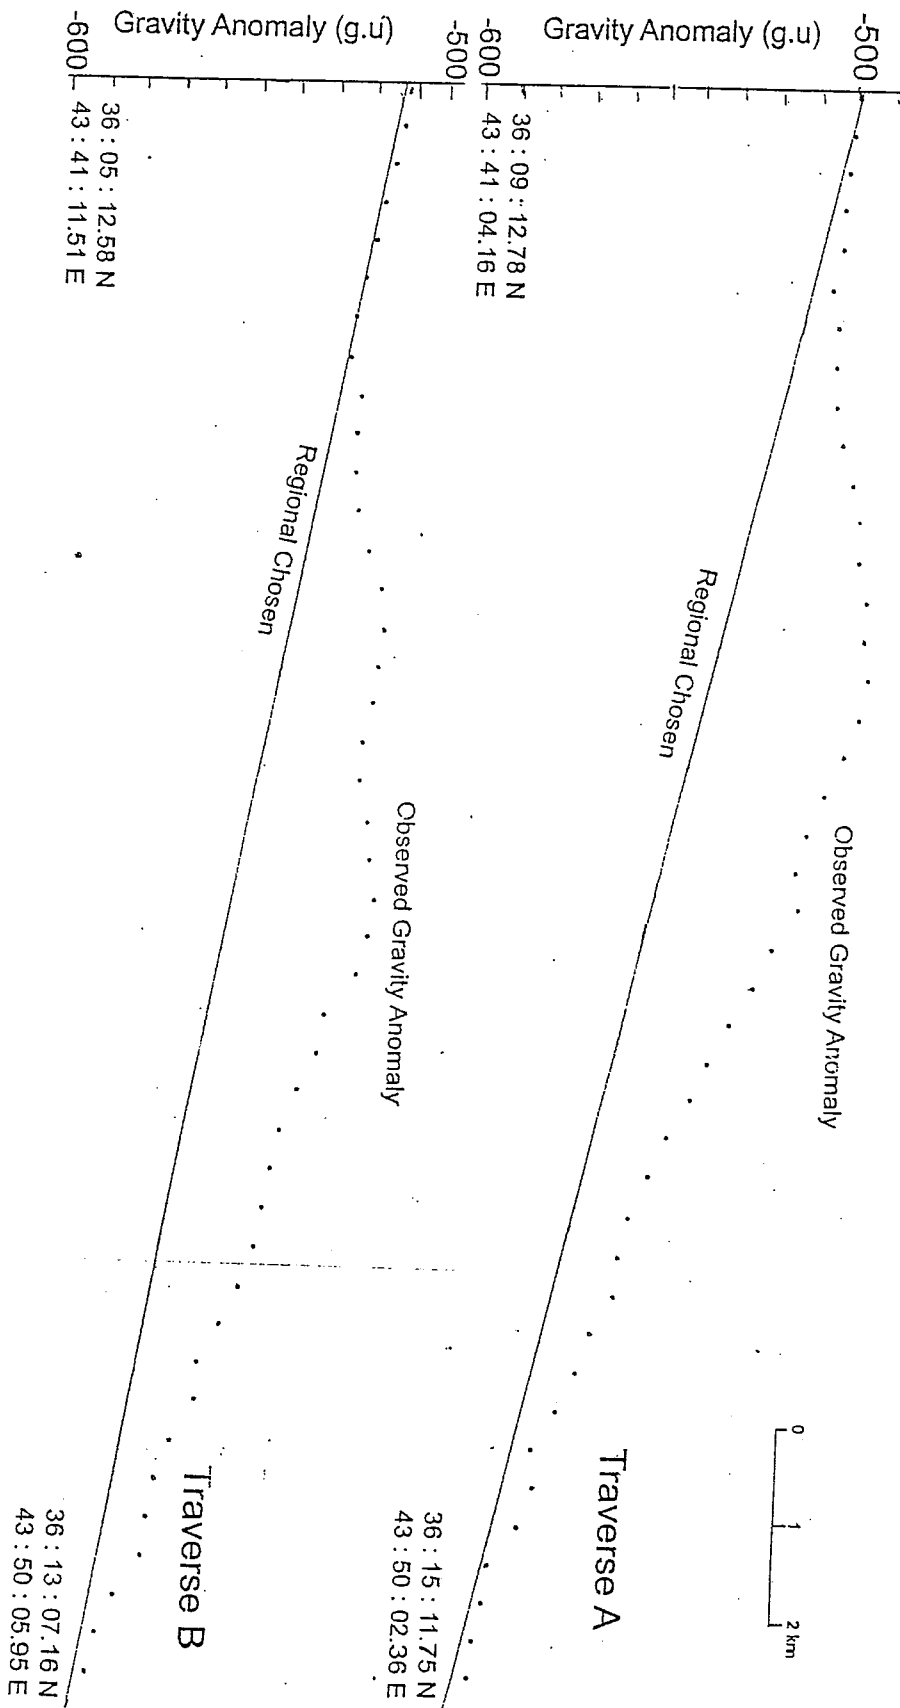 Gravity Anomaly (g.u)
-500
-600
36 : 09 : 12.78 N
43 : 41 : 04.16 E
Regional Chosen
Observed Gravity Anomaly
0 1 2 km
Traverse A
36 : 15 : 11.75 N
43 : 50 : 02.36 E
Gravity Anomaly (g.u)
-500
-600
36 : 05 : 12.58 N
43 : 41 : 11.51 E
Regional Chosen
Observed Gravity Anomaly
Traverse B
36 : 13 : 07.16 N
43 : 50 : 05.95 E